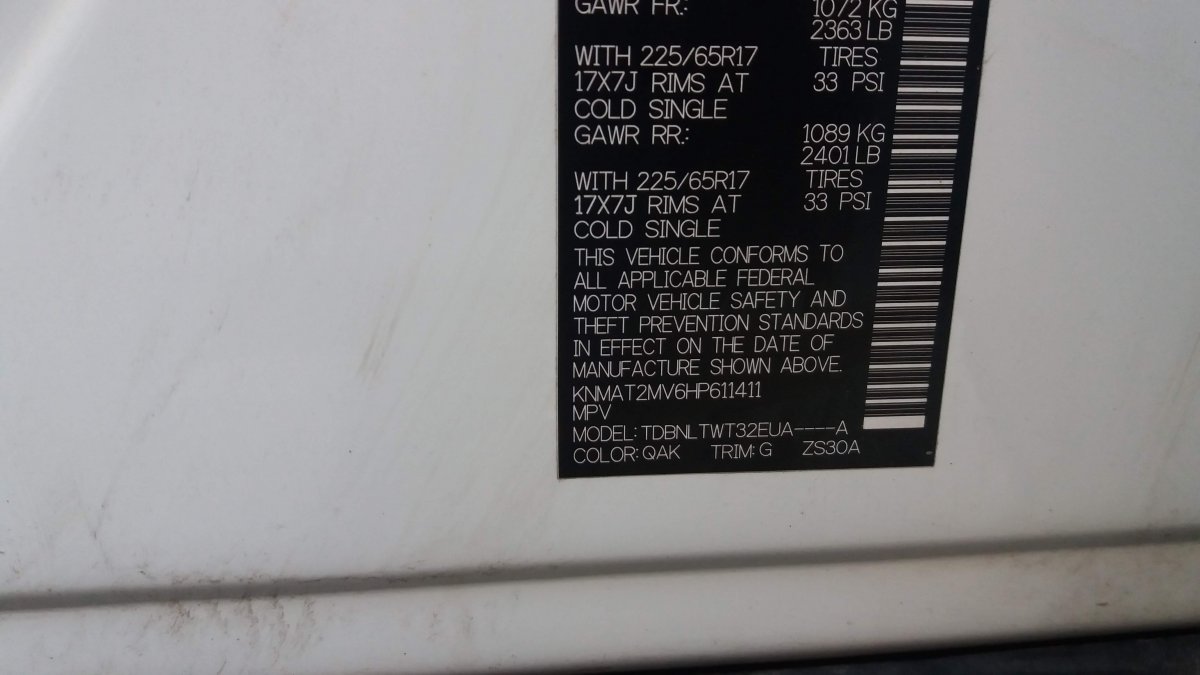 GAWR FR.: 1072 KG
2363 LB
WITH 225/65R17 TIRES
17X7J RIMS AT 33 PSI
COLD SINGLE
GAWR RR.: 1089 KG
2401 LB
WITH 225/65R17 TIRES
17X7J RIMS AT 33 PSI
COLD SINGLE
THIS VEHICLE CONFORMS TO
ALL APPLICABLE FEDERAL
MOTOR VEHICLE SAFETY AND
THEFT PREVENTION STANDARDS
IN EFFECT ON THE DATE OF
MANUFACTURE SHOWN ABOVE.
KNMAT2MV6HP611411
MPV
MODEL: TDBNLTWT32EUA----A
COLOR: QAK TRIM: G ZS30A